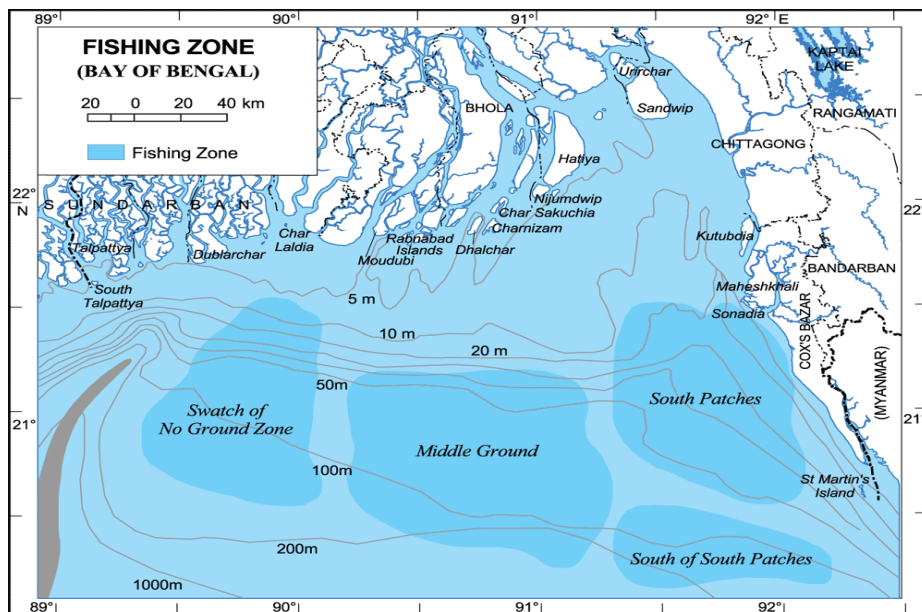 89°
90°
91°
92° E
FISHING ZONE
(BAY OF BENGAL)
20 0 20 40 km
Fishing Zone
KAPTAI
LAKE
RANGAMATI
Urirchar
Sandwip
BHOLA
CHITTAGONG
Hatiya
22°
N
22°
SUNDARBAN
Nijumdwip
Char Sakuchia
Charnizam
Char
Laldia
Rabnabad
Islands
Dhalchar
Moudubi
Kutubdia
Talpattya
Dublarchar
BANDARBAN
South
Talpattya
Maheshkhali
Sonadia
COX'S BAZAR
(MYANMAR)
5 m
10 m
20 m
50m
South Patches
21°
21°
Swatch of
No Ground Zone
Middle Ground
100m
St Martin's
Island
200m
South of South Patches
1000m
89°
90°
91°
92°